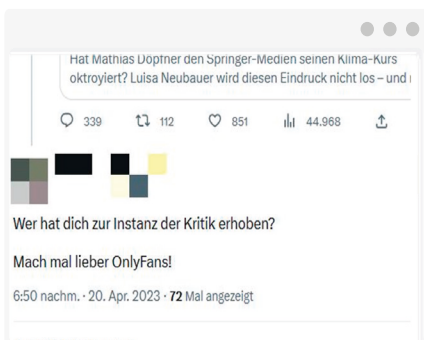 Hat Mathias Döpfner den Springer-Medien seinen Klima-Kurs
oktroyiert? Luisa Neubauer wird diesen Eindruck nicht los – und
339 112 851 44.968
Wer hat dich zur Instanz der Kritik erhoben?
Mach mal lieber OnlyFans!
6:50 nachm. · 20. Apr. 2023 · 72 Mal angezeigt